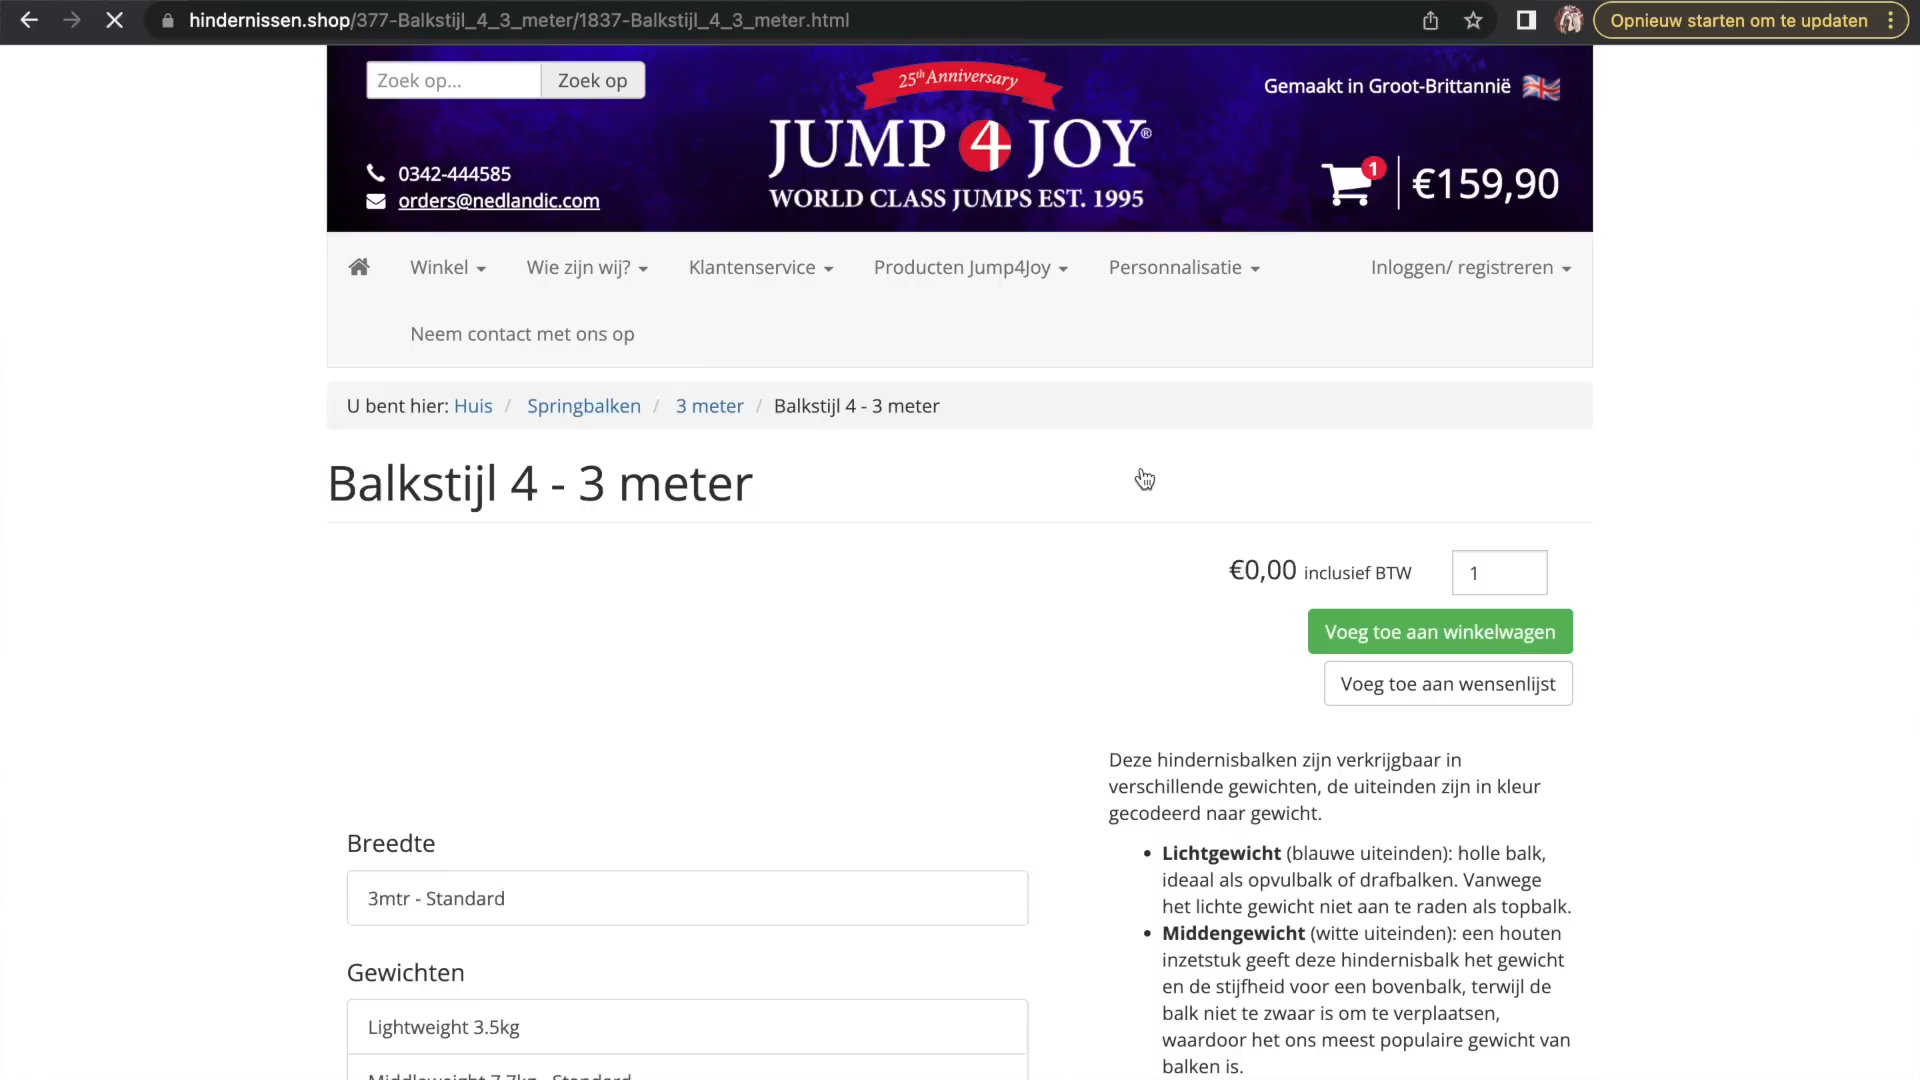 hindernissen.shop/377-Balkstijl_4_3_meter/1837-Balkstijl_4_3_meter.html
Opnieuw starten om te updaten
Zoek op...
Zoek op
25th Anniversary
Gemaakt in Groot-Brittannië
JUMP 4 JOY®
WORLD CLASS JUMPS EST. 1995
0342-444585
orders@nedlandic.com
1
€159,90
Winkel
Wie zijn wij?
Klantenservice
Producten Jump4Joy
Personnalisatie
Inloggen/ registreren
Neem contact met ons op
U bent hier: Huis / Springbalken / 3 meter / Balkstijl 4 - 3 meter
Balkstijl 4 - 3 meter
€0,00 inclusief BTW
1
Voeg toe aan winkelwagen
Voeg toe aan wensenlijst
Deze hindernisbalken zijn verkrijgbaar in
verschillende gewichten, de uiteinden zijn in kleur
gecodeerd naar gewicht.
• Lichtgewicht (blauwe uiteinden): holle balk,
ideaal als opvulbalk of drafbalken. Vanwege
het lichte gewicht niet aan te raden als topbalk.
• Middengewicht (witte uiteinden): een houten
inzetstuk geeft deze hindernisbalk het gewicht
en de stijfheid voor een bovenbalk, terwijl de
balk niet te zwaar is om te verplaatsen,
waardoor het ons meest populaire gewicht van
balken is.
Breedte
3mtr - Standard
Gewichten
Lightweight 3.5kg
Middleweight 7.7kg - Standard